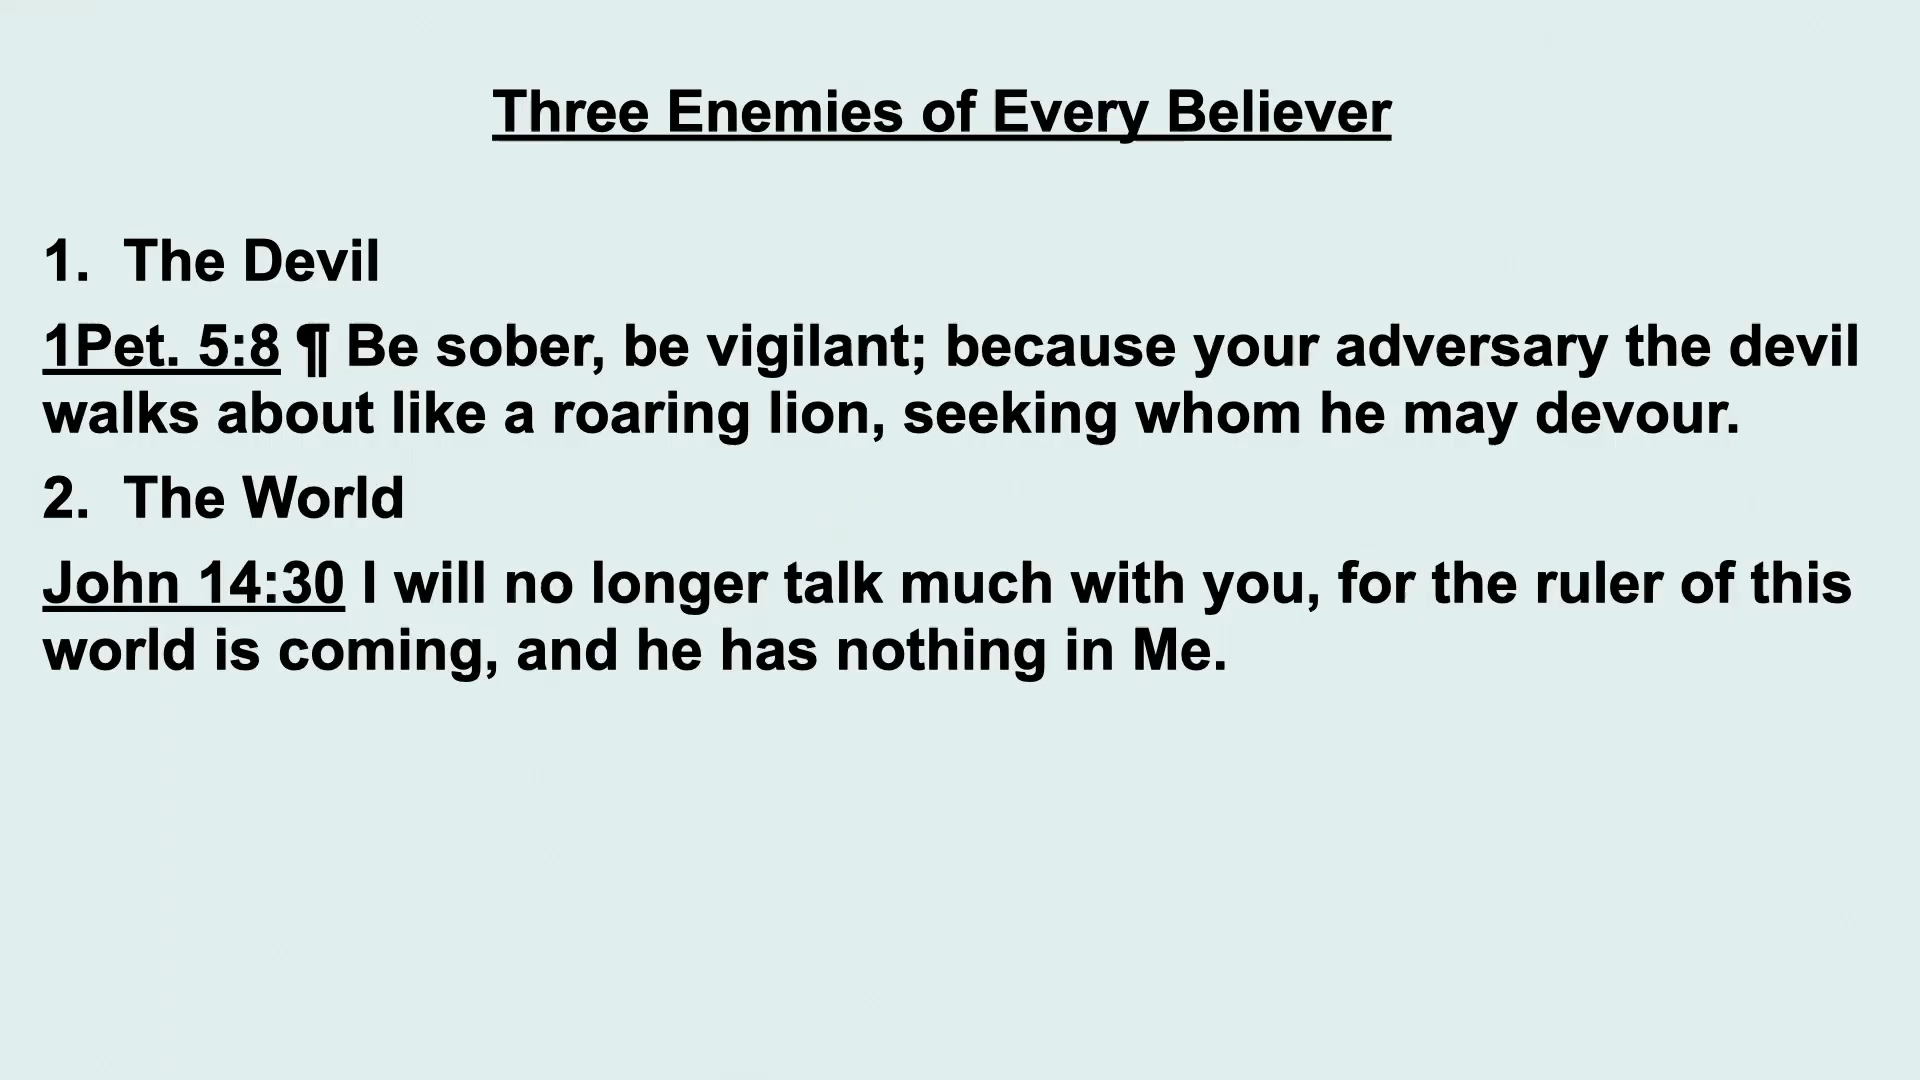 Three Enemies of Every Believer
1. The Devil
1Pet. 5:8 ¶ Be sober, be vigilant; because your adversary the devil
walks about like a roaring lion, seeking whom he may devour.
2. The World
John 14:30 I will no longer talk much with you, for the ruler of this
world is coming, and he has nothing in Me.